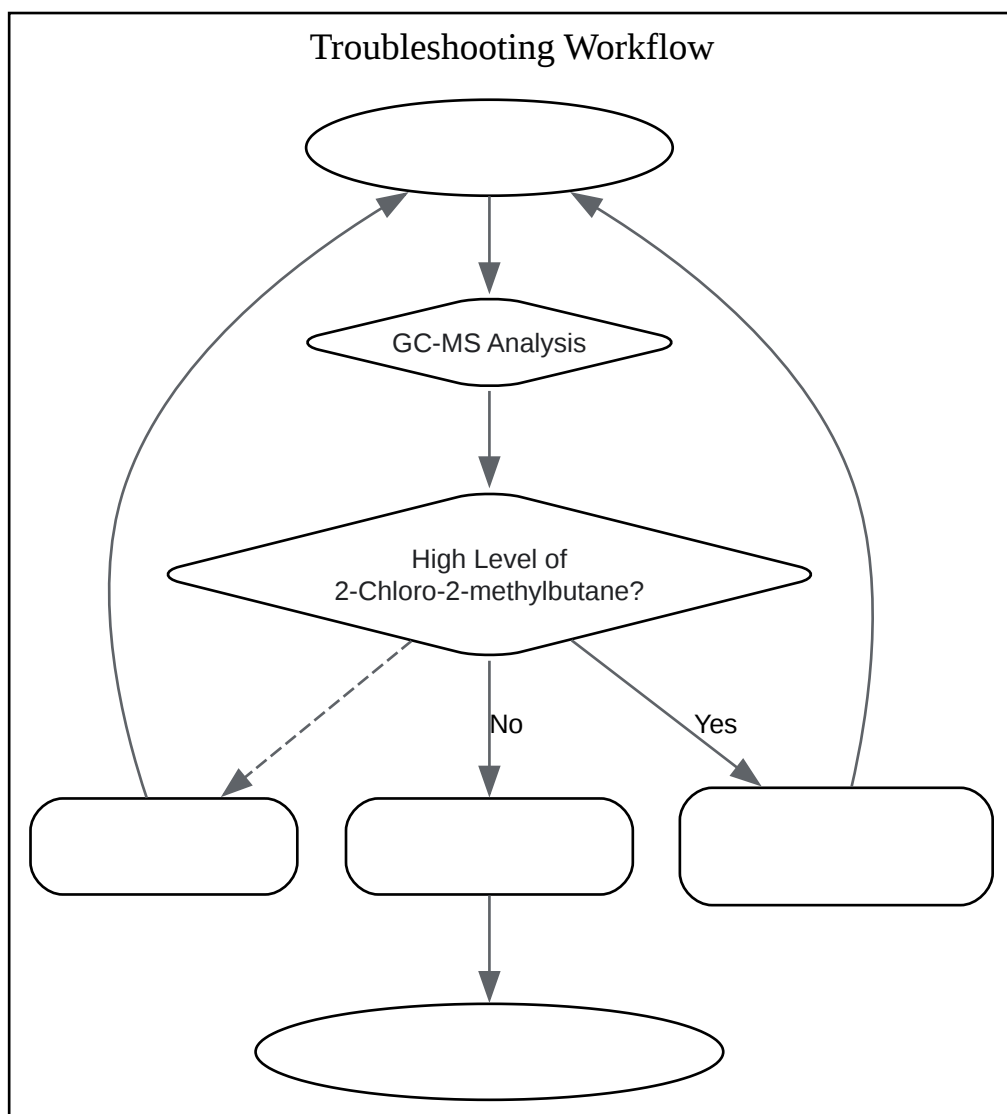 Troubleshooting Workflow
GC-MS Analysis
High Level of
2-Chloro-2-methylbutane?
No
Yes